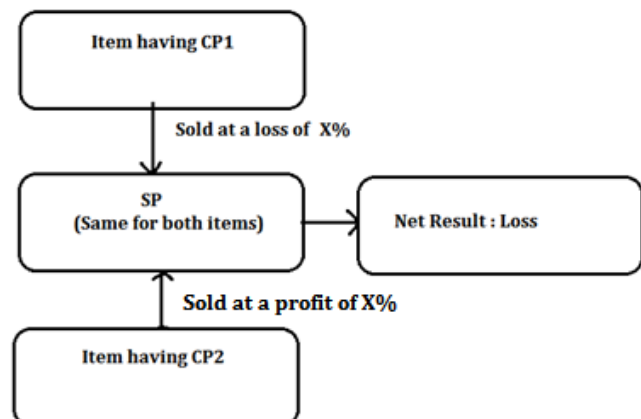 Item having CP1
Sold at a loss of X%
SP
(Same for both items)
Net Result : Loss
Sold at a profit of X%
Item having CP2